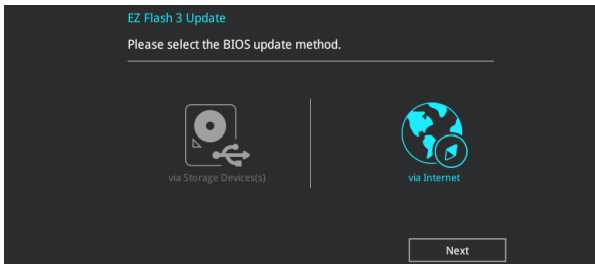 EZ Flash 3 Update
Please select the BIOS update method.
via Storage Devices(s)
via Internet
Next